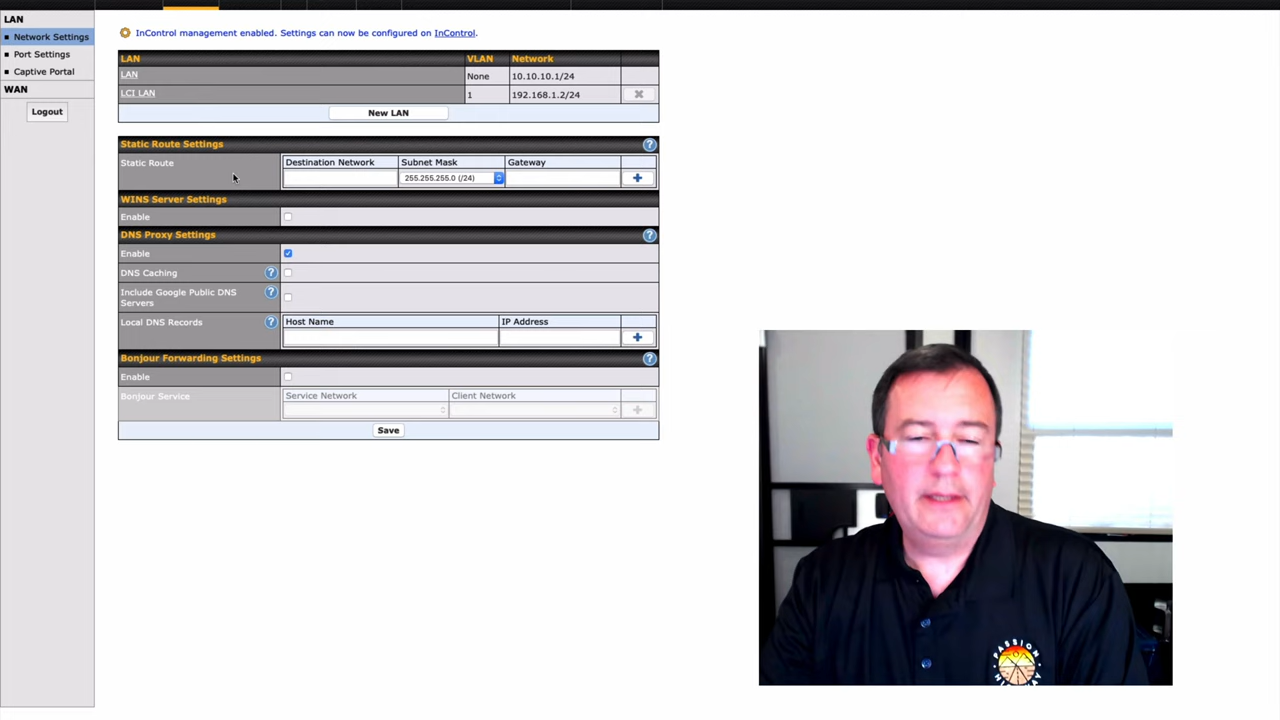 LAN
Network Settings
Port Settings
Captive Portal
WAN
Logout
InControl management enabled. Settings can now be configured on InControl.
LAN VLAN Network
LAN None 10.10.10.1/24
LCI LAN 1 192.168.1.2/24
New LAN
Static Route Settings
Static Route Destination Network Subnet Mask Gateway
255.255.255.0 (/24)
WINS Server Settings
Enable
DNS Proxy Settings
Enable
DNS Caching
Include Google Public DNS
Servers
Local DNS Records Host Name IP Address
Bonjour Forwarding Settings
Enable
Bonjour Service Service Network Client Network
Save
PASSION